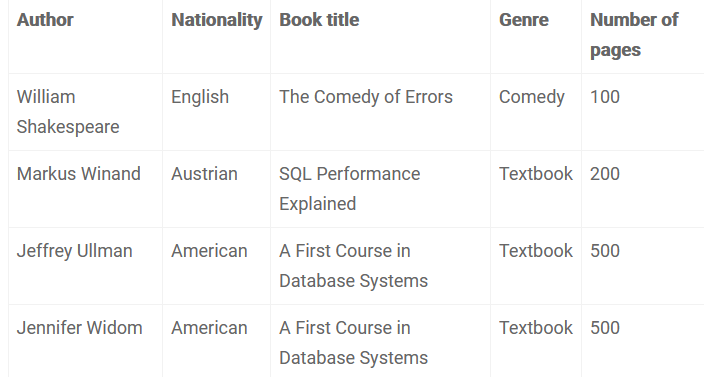 Author Nationality Book title Genre Number of
pages
William English The Comedy of Errors Comedy 100
Shakespeare
Markus Winand Austrian SQL Performance Textbook 200
Explained
Jeffrey Ullman American A First Course in Textbook 500
Database Systems
Jennifer Widom American A First Course in Textbook 500
Database Systems